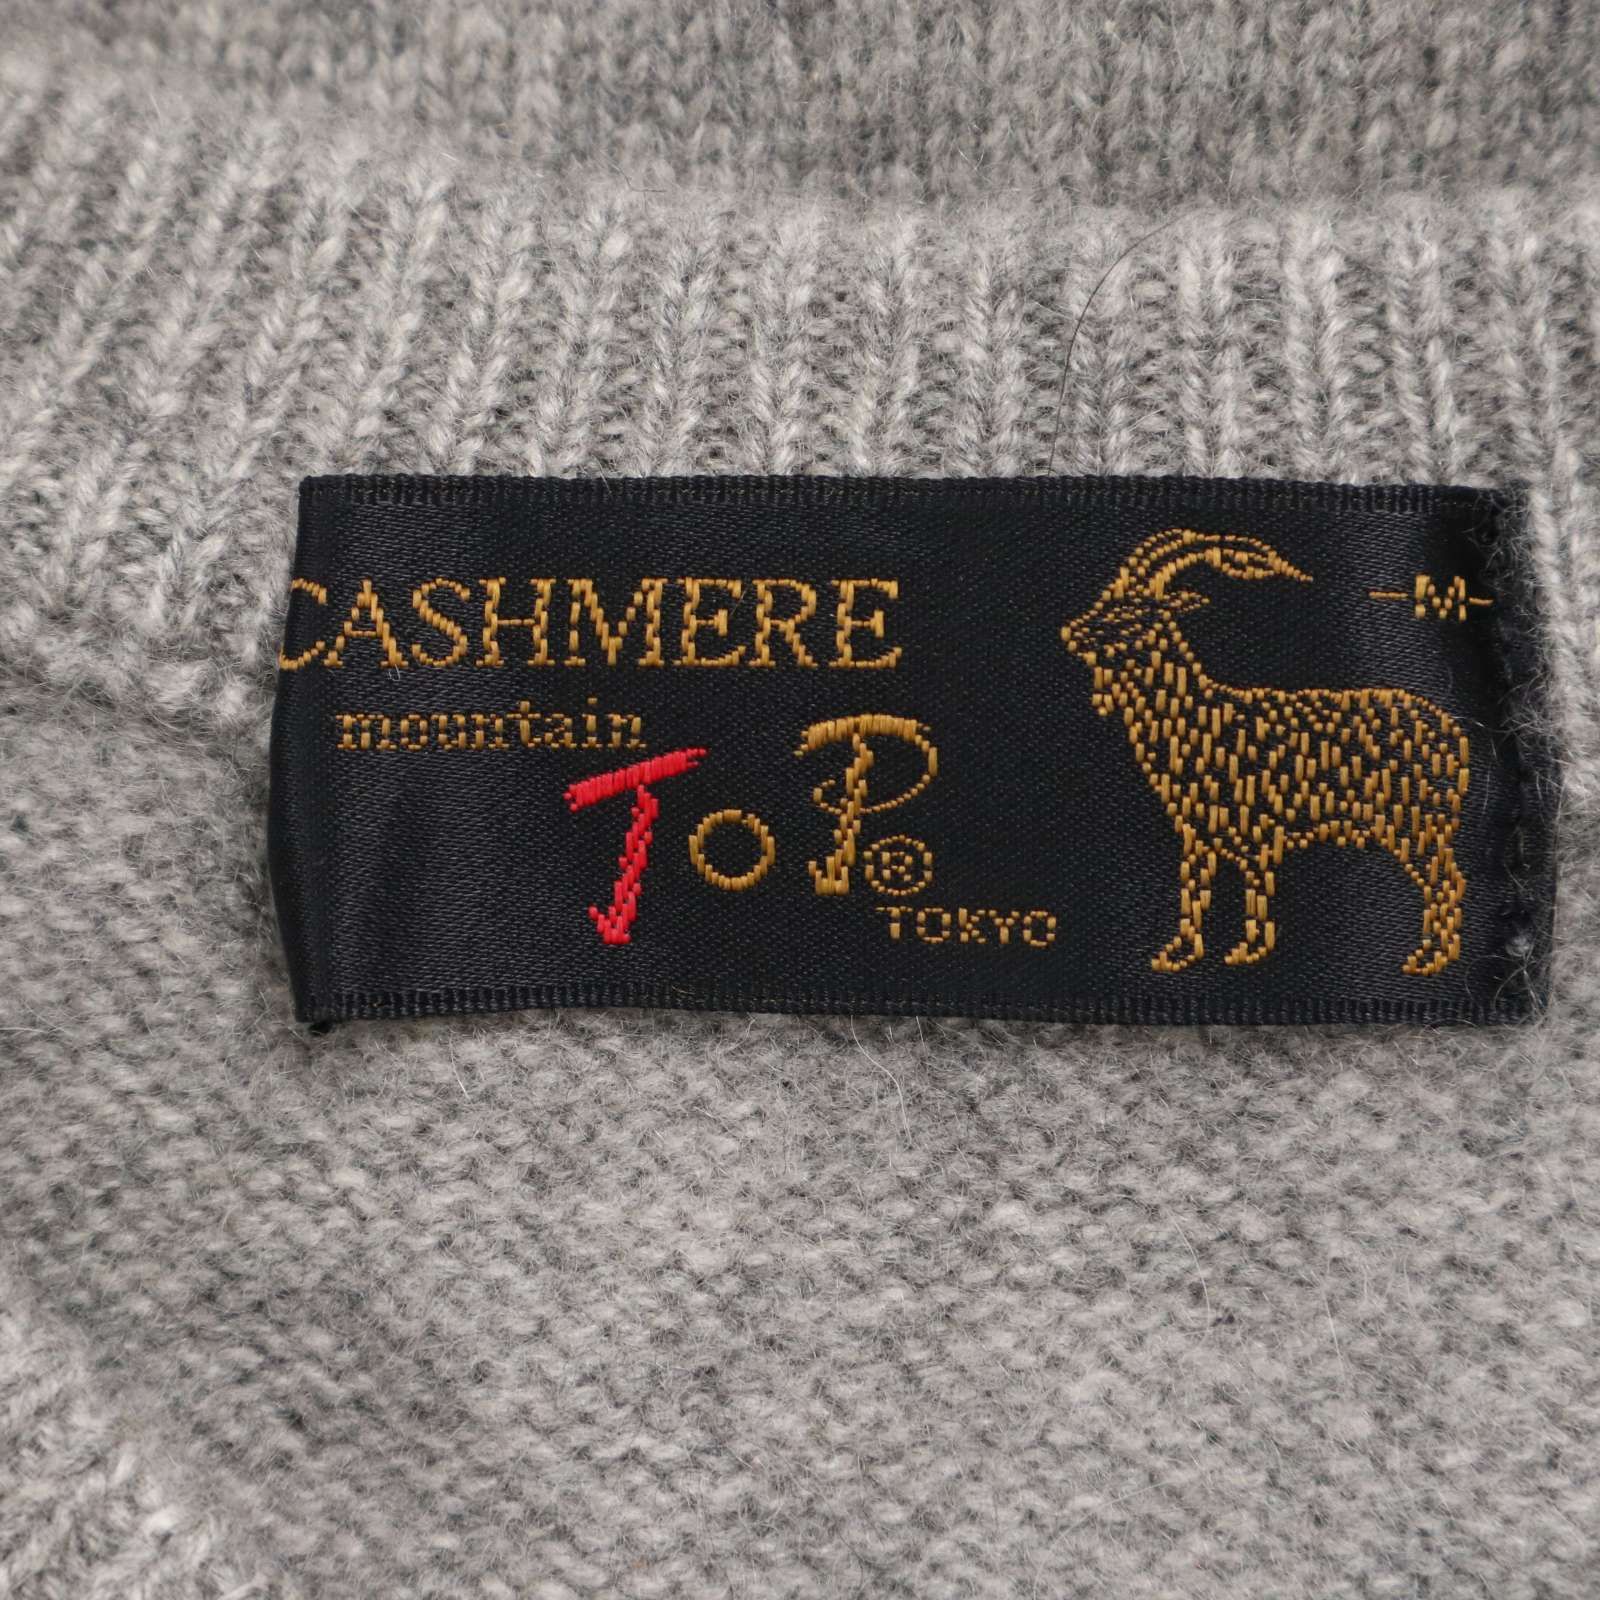 CASHMERE
-M-
mountain
ToP®
TOKYO